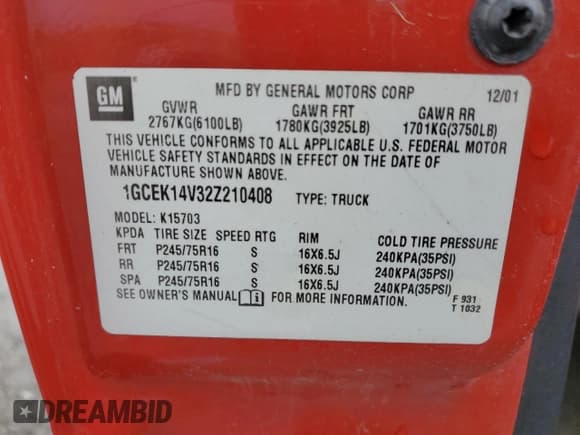 GM
MFD BY GENERAL MOTORS CORP 12/01
GVWR GAWR FRT GAWR RR
2767KG(6100LB) 1780KG(3925LB) 1701KG(3750LB)
THIS VEHICLE CONFORMS TO ALL APPLICABLE U.S. FEDERAL MOTOR
VEHICLE SAFETY STANDARDS IN EFFECT ON THE DATE OF
MANUFACTURE SHOWN ABOVE.
1GCEK14V32Z210408 TYPE: TRUCK
MODEL: K15703
KPDA TIRE SIZE SPEED RTG RIM COLD TIRE PRESSURE
FRT P245/75R16 S 16X6.5J 240KPA(35PSI)
RR P245/75R16 S 16X6.5J 240KPA(35PSI)
SPA P245/75R16 S 16X6.5J 240KPA(35PSI)
SEE OWNER'S MANUAL FOR MORE INFORMATION. F 931
T 1032
DREAMBID